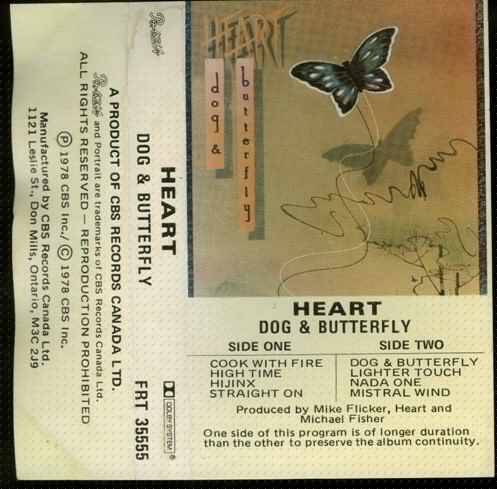 Portrait
Portrait and Portrait are trademarks of CBS Records Canada Ltd.
A PRODUCT OF CBS RECORDS CANADA LTD.
ALL RIGHTS RESERVED — REPRODUCTION PROHIBITED
Ⓟ 1978 CBS Inc./ © 1978 CBS Inc.
Manufactured by CBS Records Canada Ltd.
1121 Leslie St., Don Mills, Ontario, M3C 2J9
HEART
DOG & BUTTERFLY
DOLBY SYSTEM ®
FRT 35555
HEART
dog &
butterfly
HEART
DOG & BUTTERFLY
SIDE ONE
COOK WITH FIRE
HIGH TIME
HIJINX
STRAIGHT ON
SIDE TWO
DOG & BUTTERFLY
LIGHTER TOUCH
NADA ONE
MISTRAL WIND
Produced by Mike Flicker, Heart and
Michael Fisher
One side of this program is of longer duration
than the other to preserve the album continuity.